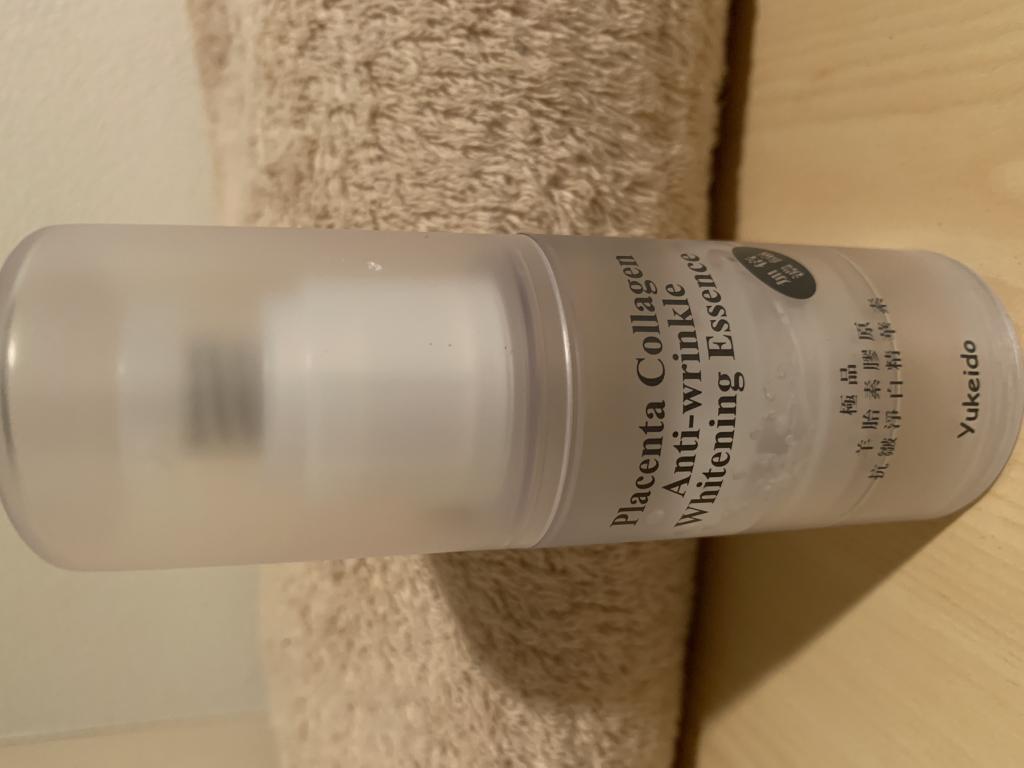 Placenta Collagen
Anti-wrinkle
Whitening Essence
極品
羊胎素膠原
抗皺沼白精華素
Yukeido